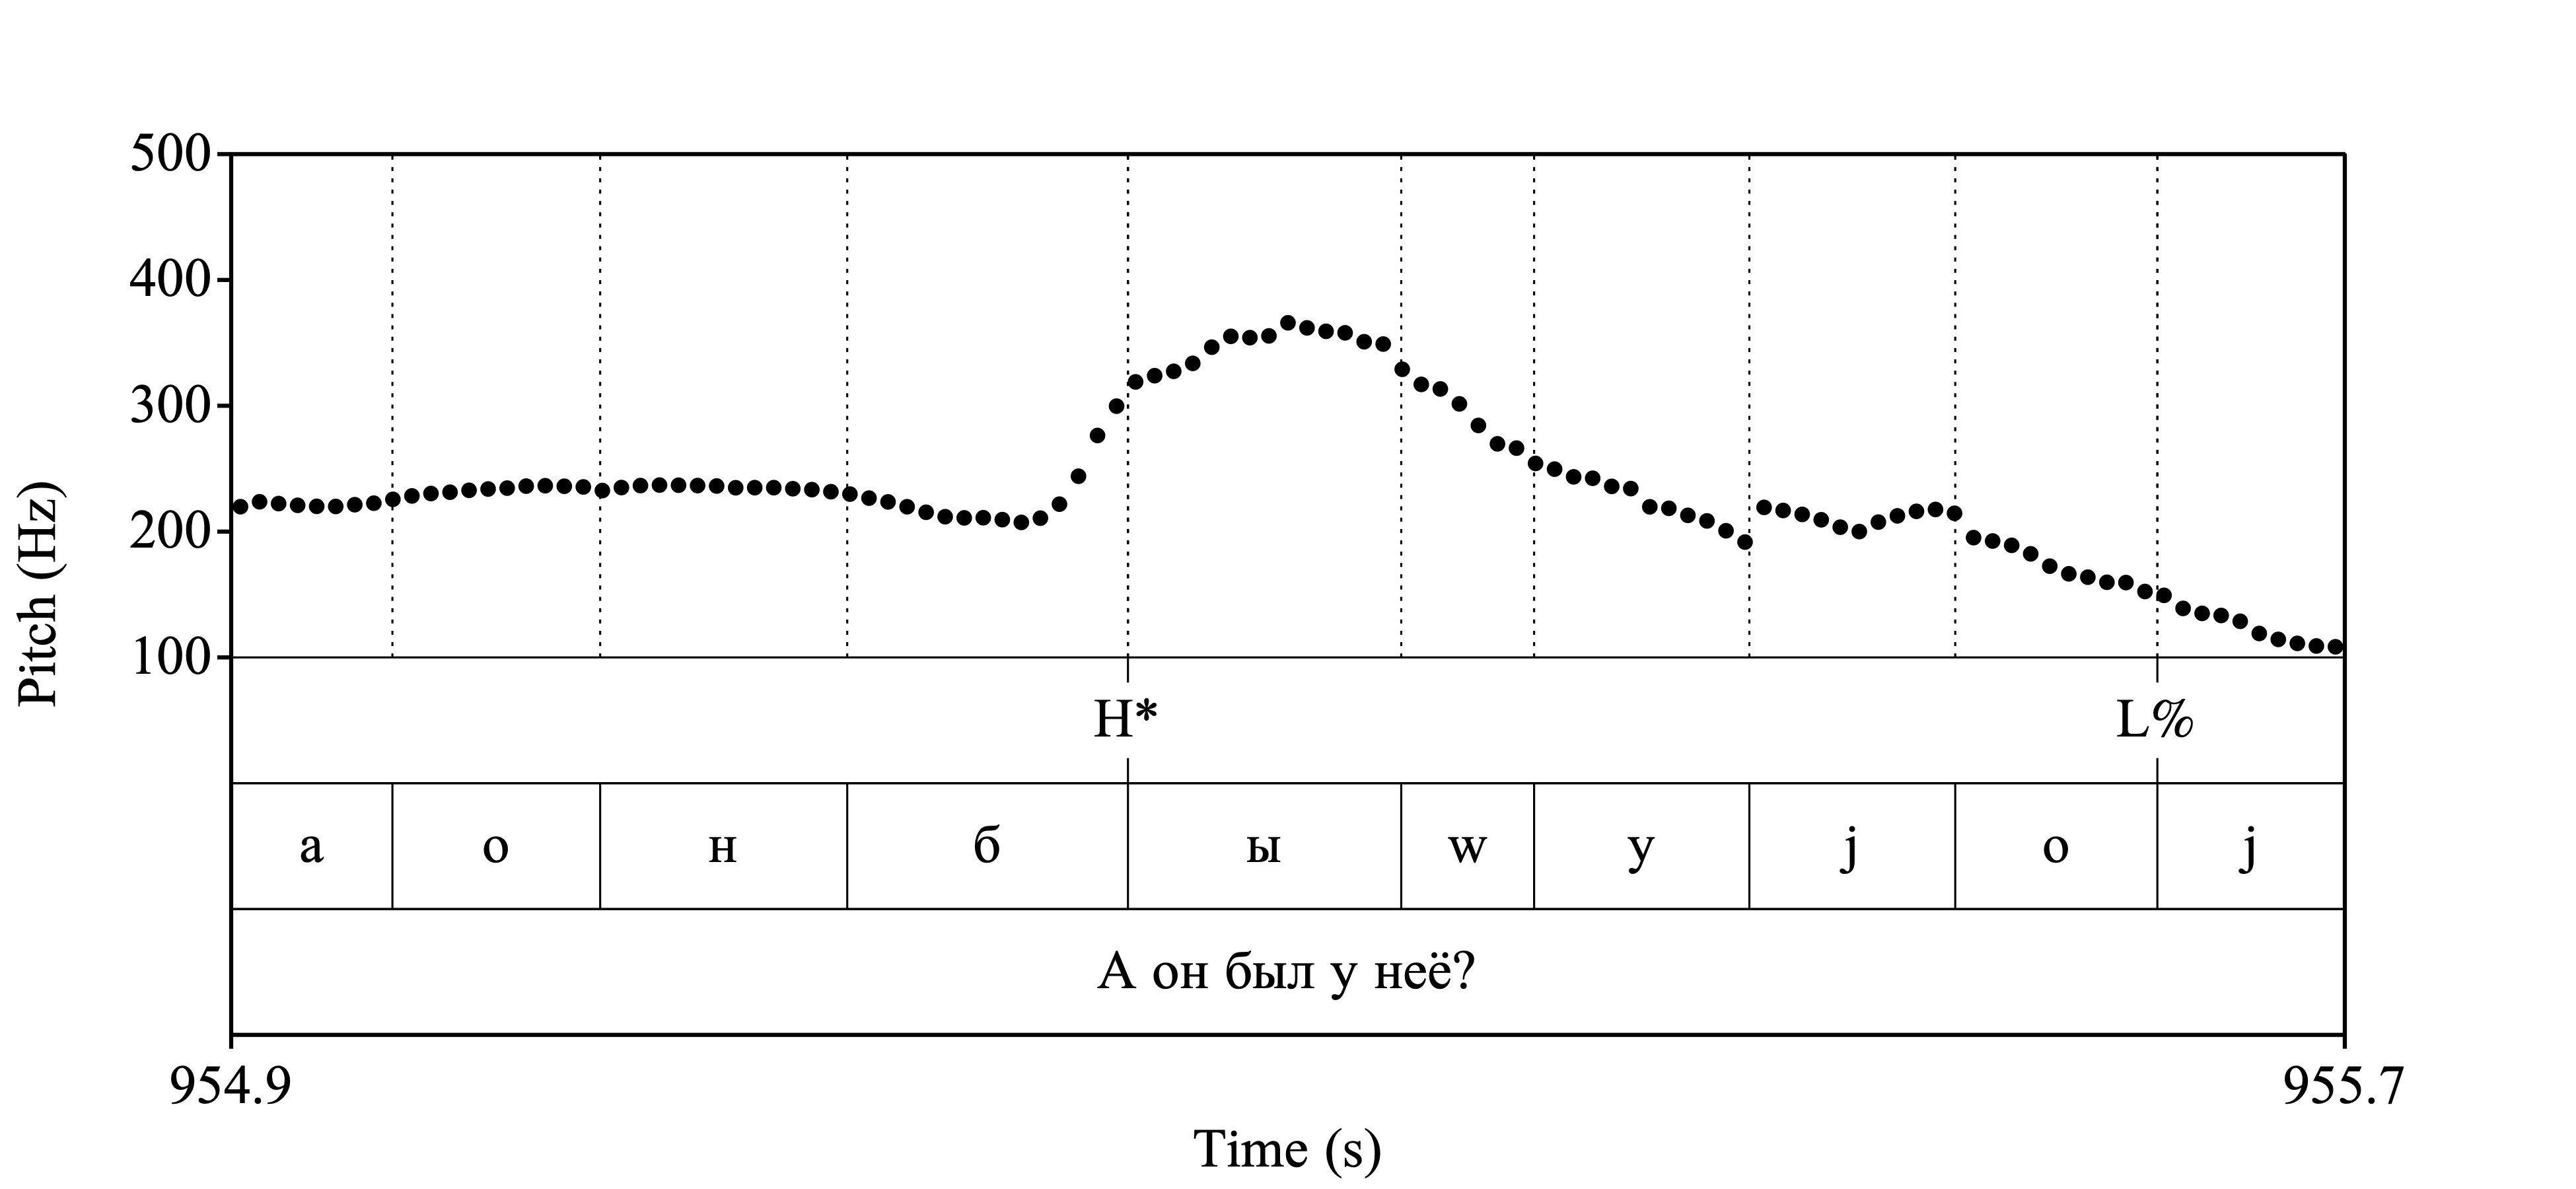 500
400
300
200
100
Pitch (Hz)
H* L%
а о н б ы w у j о j
А он был у неё?
954.9 955.7
Time (s)